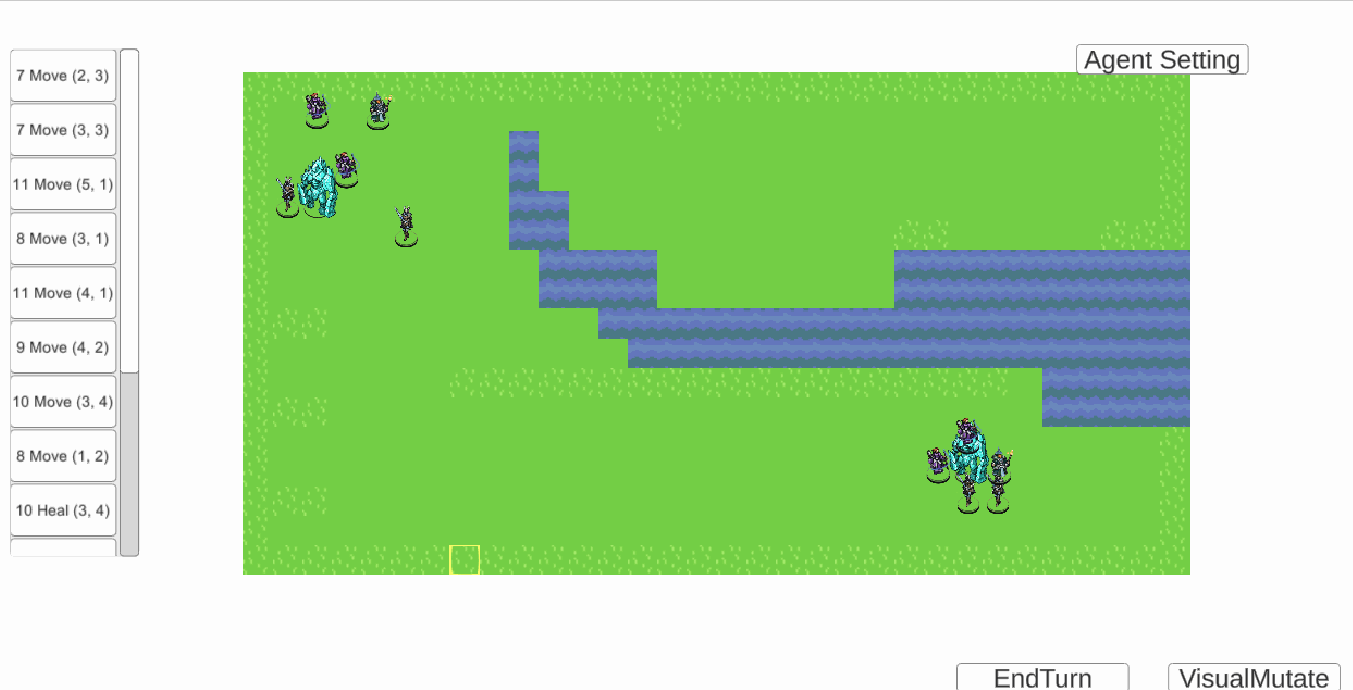 Agent Setting
7 Move (2, 3)
7 Move (3, 3)
11 Move (5, 1)
8 Move (3, 1)
11 Move (4, 1)
9 Move (4, 2)
10 Move (3, 4)
8 Move (1, 2)
10 Heal (3, 4)
EndTurn
VisualMutate